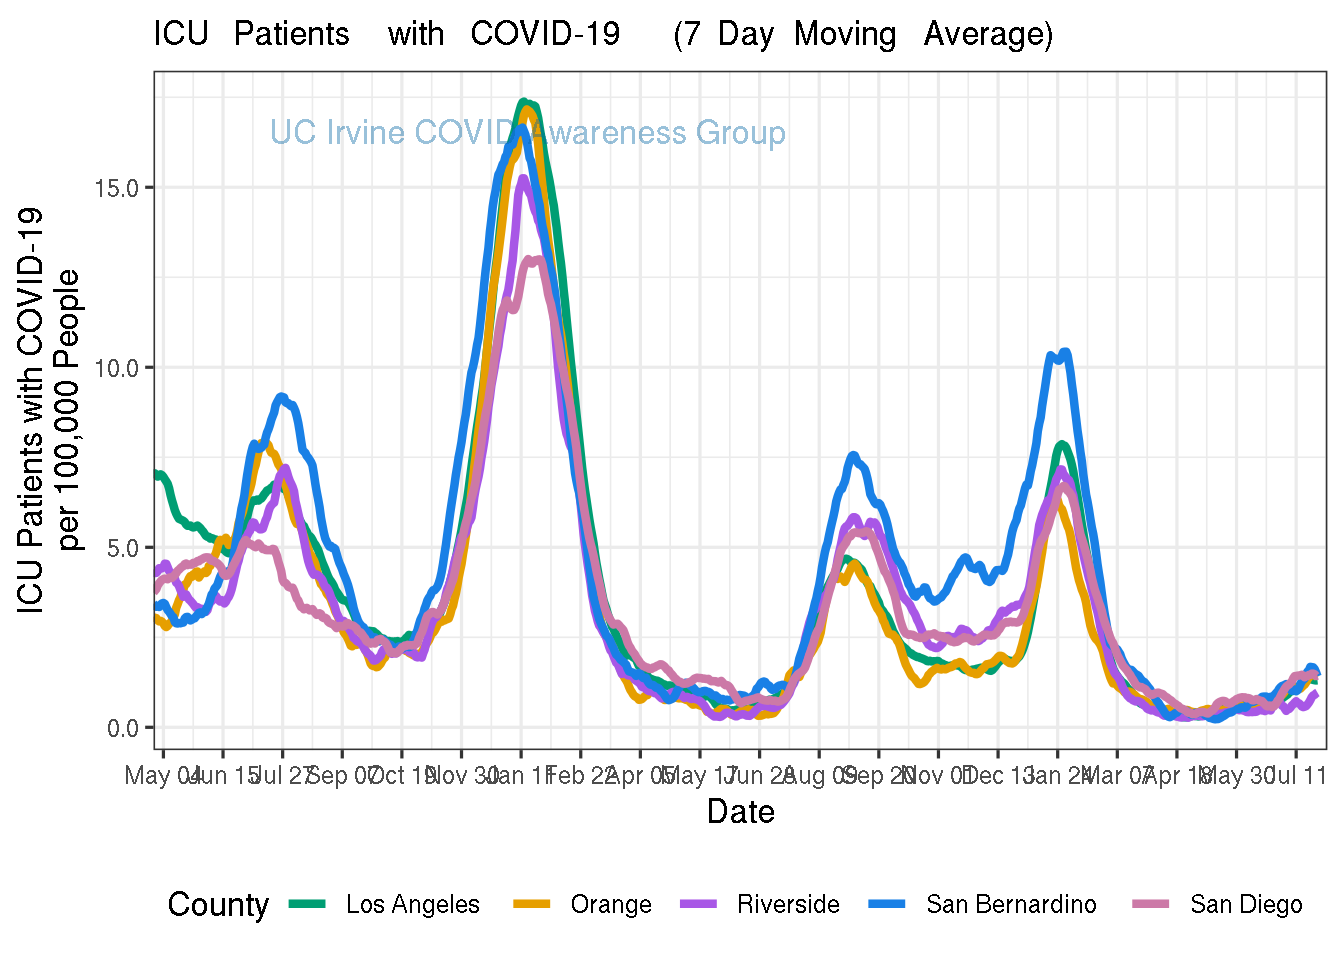 ICU Patients with COVID-19 (7 Day Moving Average)
UC Irvine COVID Awareness Group
ICU Patients with COVID-19
per 100,000 People
15.0
10.0
5.0
0.0
May 04 Jun 15 Jul 27 Sep 07 Oct 19 Nov 30 Jan 11 Feb 22 Apr 05 May 17 Jun 28 Aug 09 Sep 20 Nov 01 Dec 13 Jan 24 Mar 07 Apr 18 May 30 Jul 11
Date
County Los Angeles Orange Riverside San Bernardino San Diego